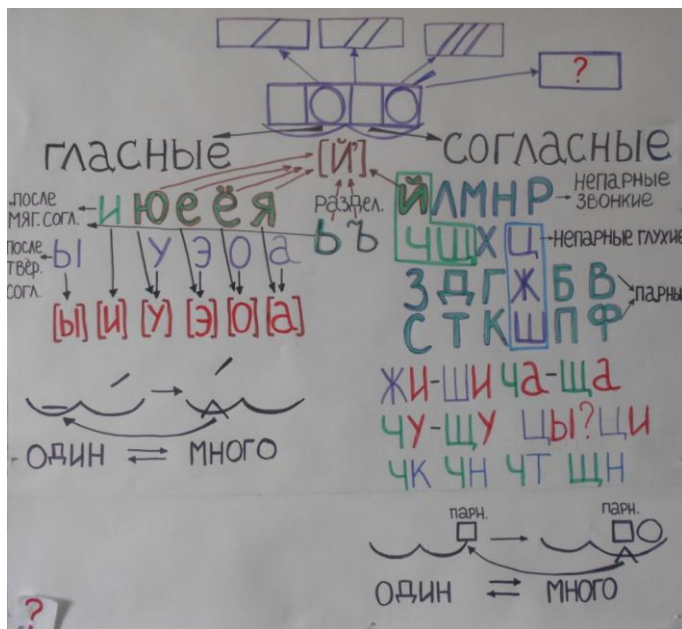 ?
ГЛАСНЫЕ
[Й']
СОГЛАСНЫЕ
ПОСЛЕ
МЯГ. СОГЛ.
И Ю Е Ё Я
РАЗДЕЛ.
Ь Ъ
Й Л М Н Р
НЕПАРНЫЕ
ЗВОНКИЕ
ПОСЛЕ
ТВЁР.
СОГЛ.
Ы У Э О а
Ч Щ Х Ц
НЕПАРНЫЕ ГЛУХИЕ
З Д Г Ж Б В
ПАРНЫ
С Т К Ш П Ф
[Ы] [И] [У] [Э] [О] [а]
ЖИ-ШИ Ча-Ща
ЧУ-ЩУ ЦЫ?ЦИ
ЧК ЧН ЧТ ЩН
ОДИН МНОГО
ПАРН. ПАРН.
ОДИН МНОГО
?